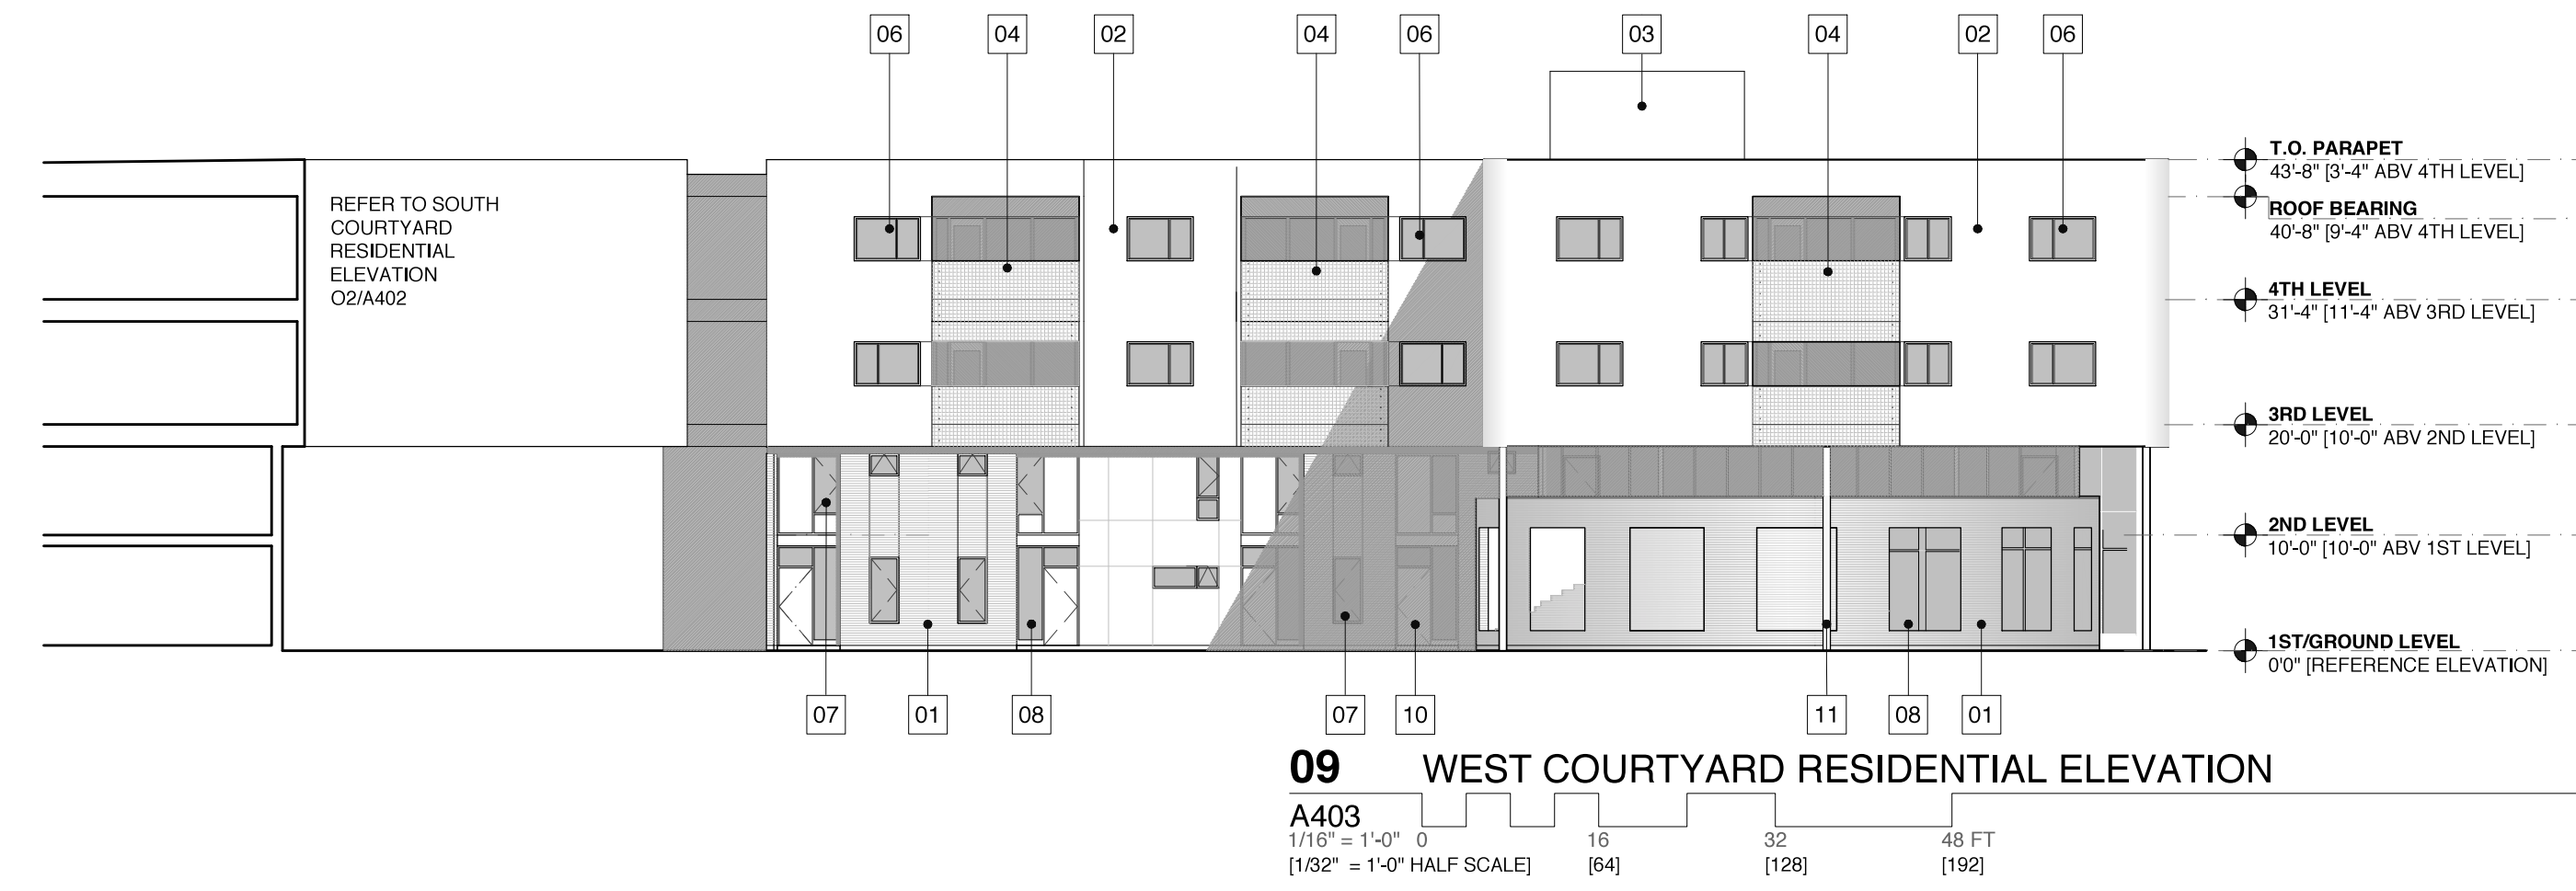 06 04 02 04 06 03 04 02 06
REFER TO SOUTH
COURTYARD
RESIDENTIAL
ELEVATION
O2/A402
T.O. PARAPET
43'-8" [3'-4" ABV 4TH LEVEL]
ROOF BEARING
40'-8" [9'-4" ABV 4TH LEVEL]
4TH LEVEL
31'-4" [11'-4" ABV 3RD LEVEL]
3RD LEVEL
20'-0" [10'-0" ABV 2ND LEVEL]
2ND LEVEL
10'-0" [10'-0" ABV 1ST LEVEL]
1ST/GROUND LEVEL
0'0" [REFERENCE ELEVATION]
07 01 08 07 10 11 08 01
09 WEST COURTYARD RESIDENTIAL ELEVATION
A403
1/16" = 1'-0" 0 16 32 48 FT
[1/32" = 1'-0" HALF SCALE] [64] [128] [192]